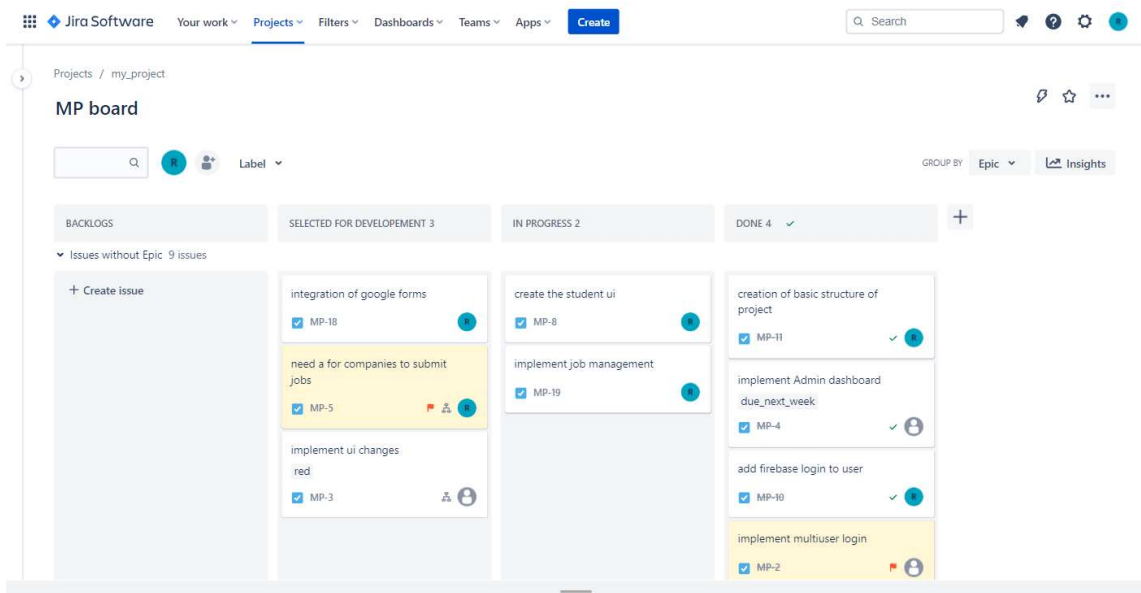 Jira Software Your work Projects Filters Dashboards Teams Apps Create Search R
Projects / my_project
MP board
R Label GROUP BY Epic Insights
BACKLOGS SELECTED FOR DEVELOPEMENT 3 IN PROGRESS 2 DONE 4
Issues without Epic 9 issues
+ Create issue
integration of google forms
MP-18 R
need a for companies to submit
jobs
MP-5 R
implement ui changes
red
MP-3
create the student ui
MP-8 R
implement job management
MP-19 R
creation of basic structure of
project
MP-11 R
implement Admin dashboard
due_next_week
MP-4
add firebase login to user
MP-10 R
implement multiuser login
MP-2